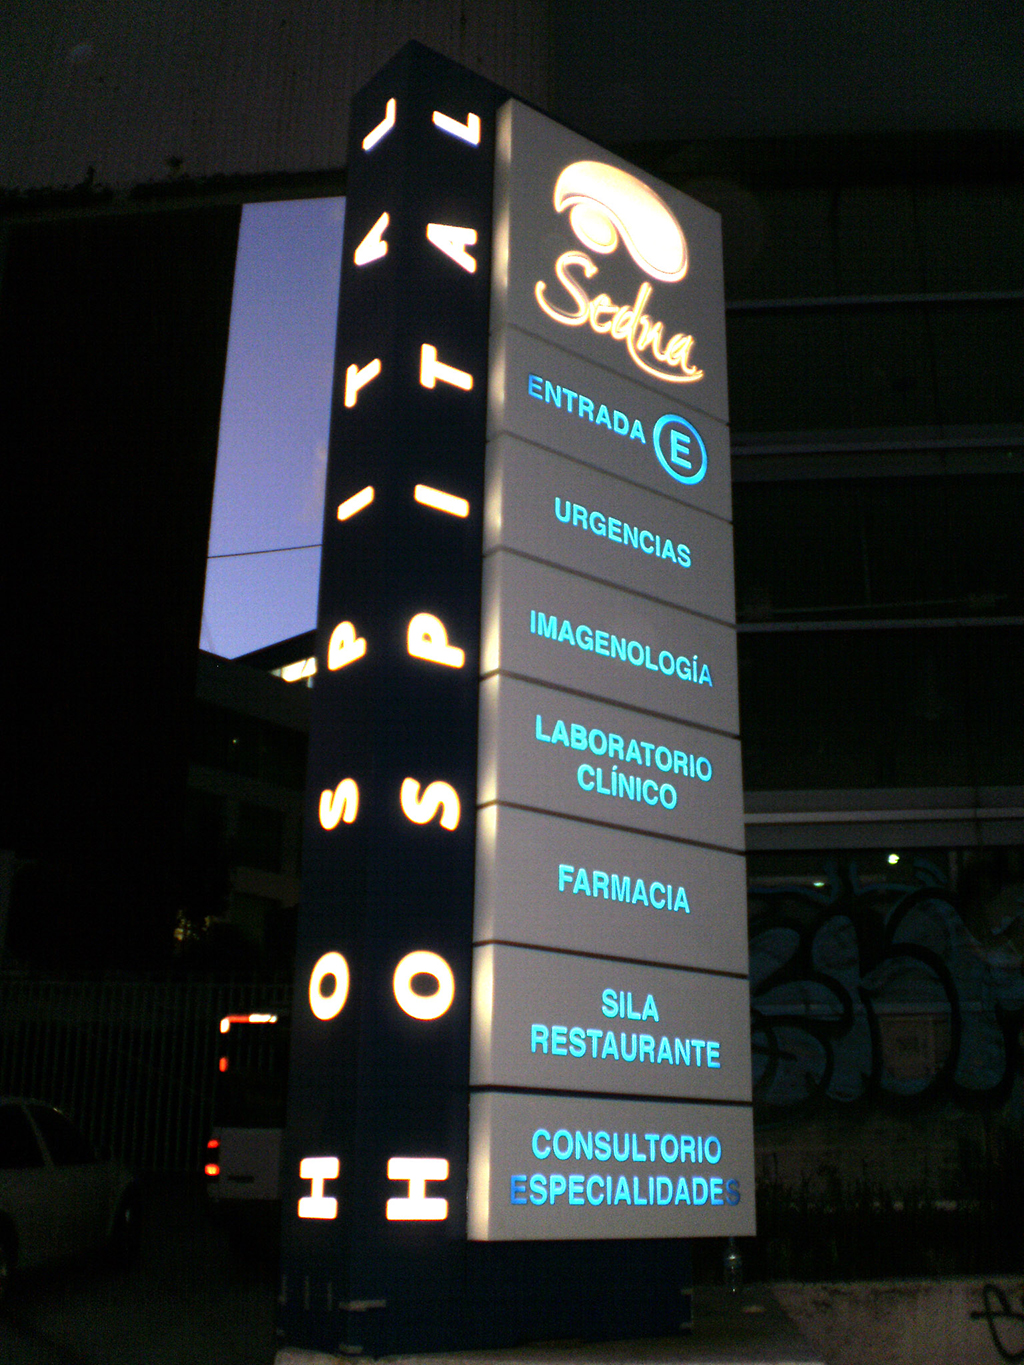 HOSPITAL
HOSPITAL
Sedna
ENTRADA E
URGENCIAS
IMAGENOLOGíA
LABORATORIO
CLÍNICO
FARMACIA
SILA
RESTAURANTE
CONSULTORIO
ESPECIALIDADES